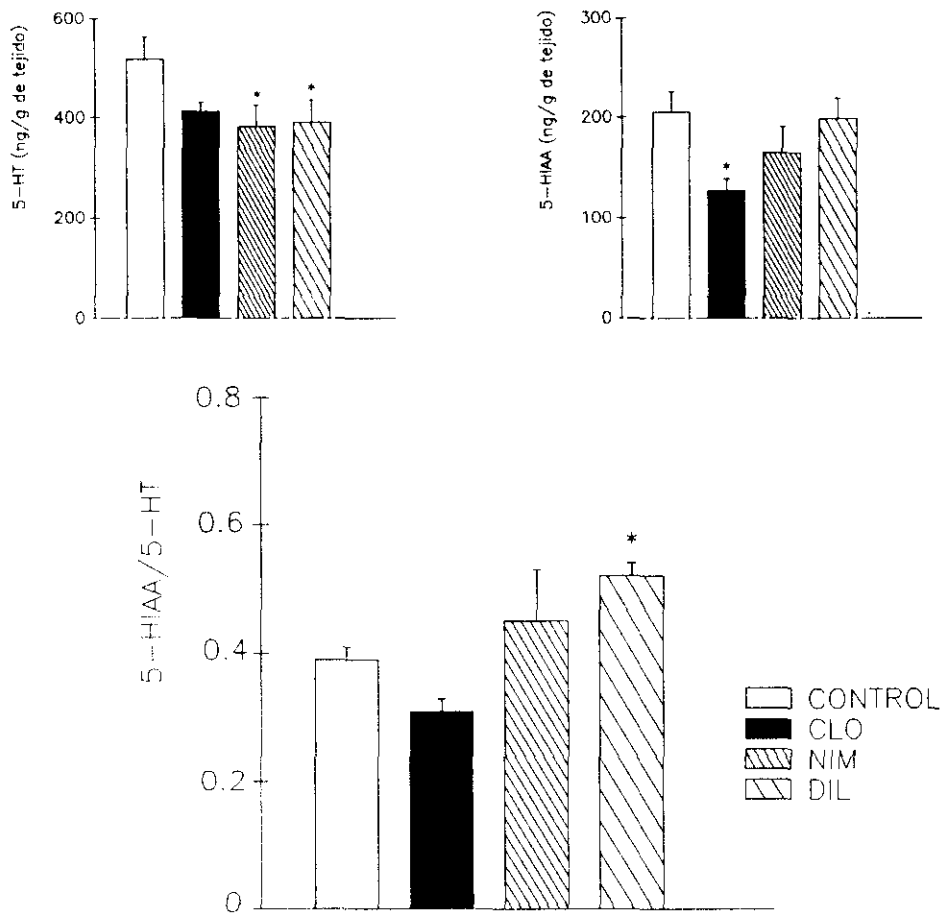 5-HT (ng/g de tejido)
600
400
200
0
*
*
5-HIAA (ng/g de tejido)
300
200
100
0
*
5-HIAA/5-HT
0.8
0.6
0.4
0.2
0
*
CONTROL
CLO
NIM
DIL